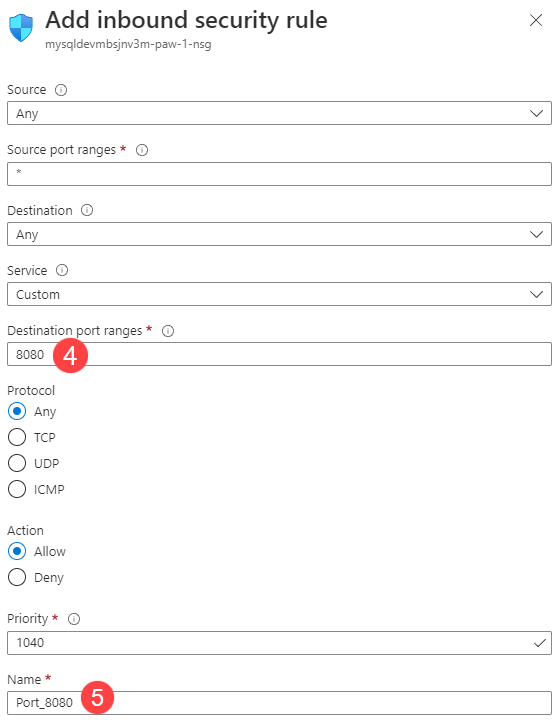 Add inbound security rule
mysqldevmbsjnv3m-paw-1-nsg
Source
Any
Source port ranges *
*
Destination
Any
Service
Custom
Destination port ranges *
8080 4
Protocol
Any
TCP
UDP
ICMP
Action
Allow
Deny
Priority *
1040
Name *
Port_8080 5